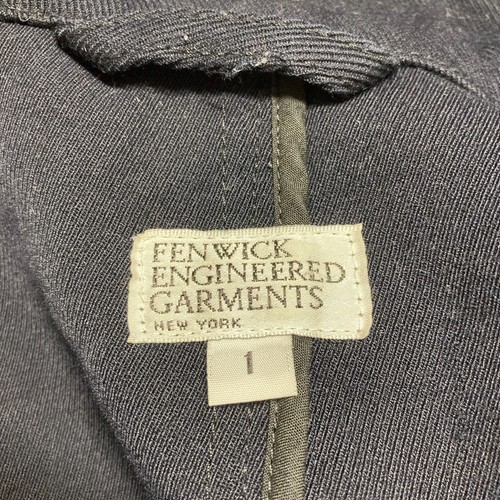 FENWICK
ENGINEERED
GARMENTS
NEW YORK
1